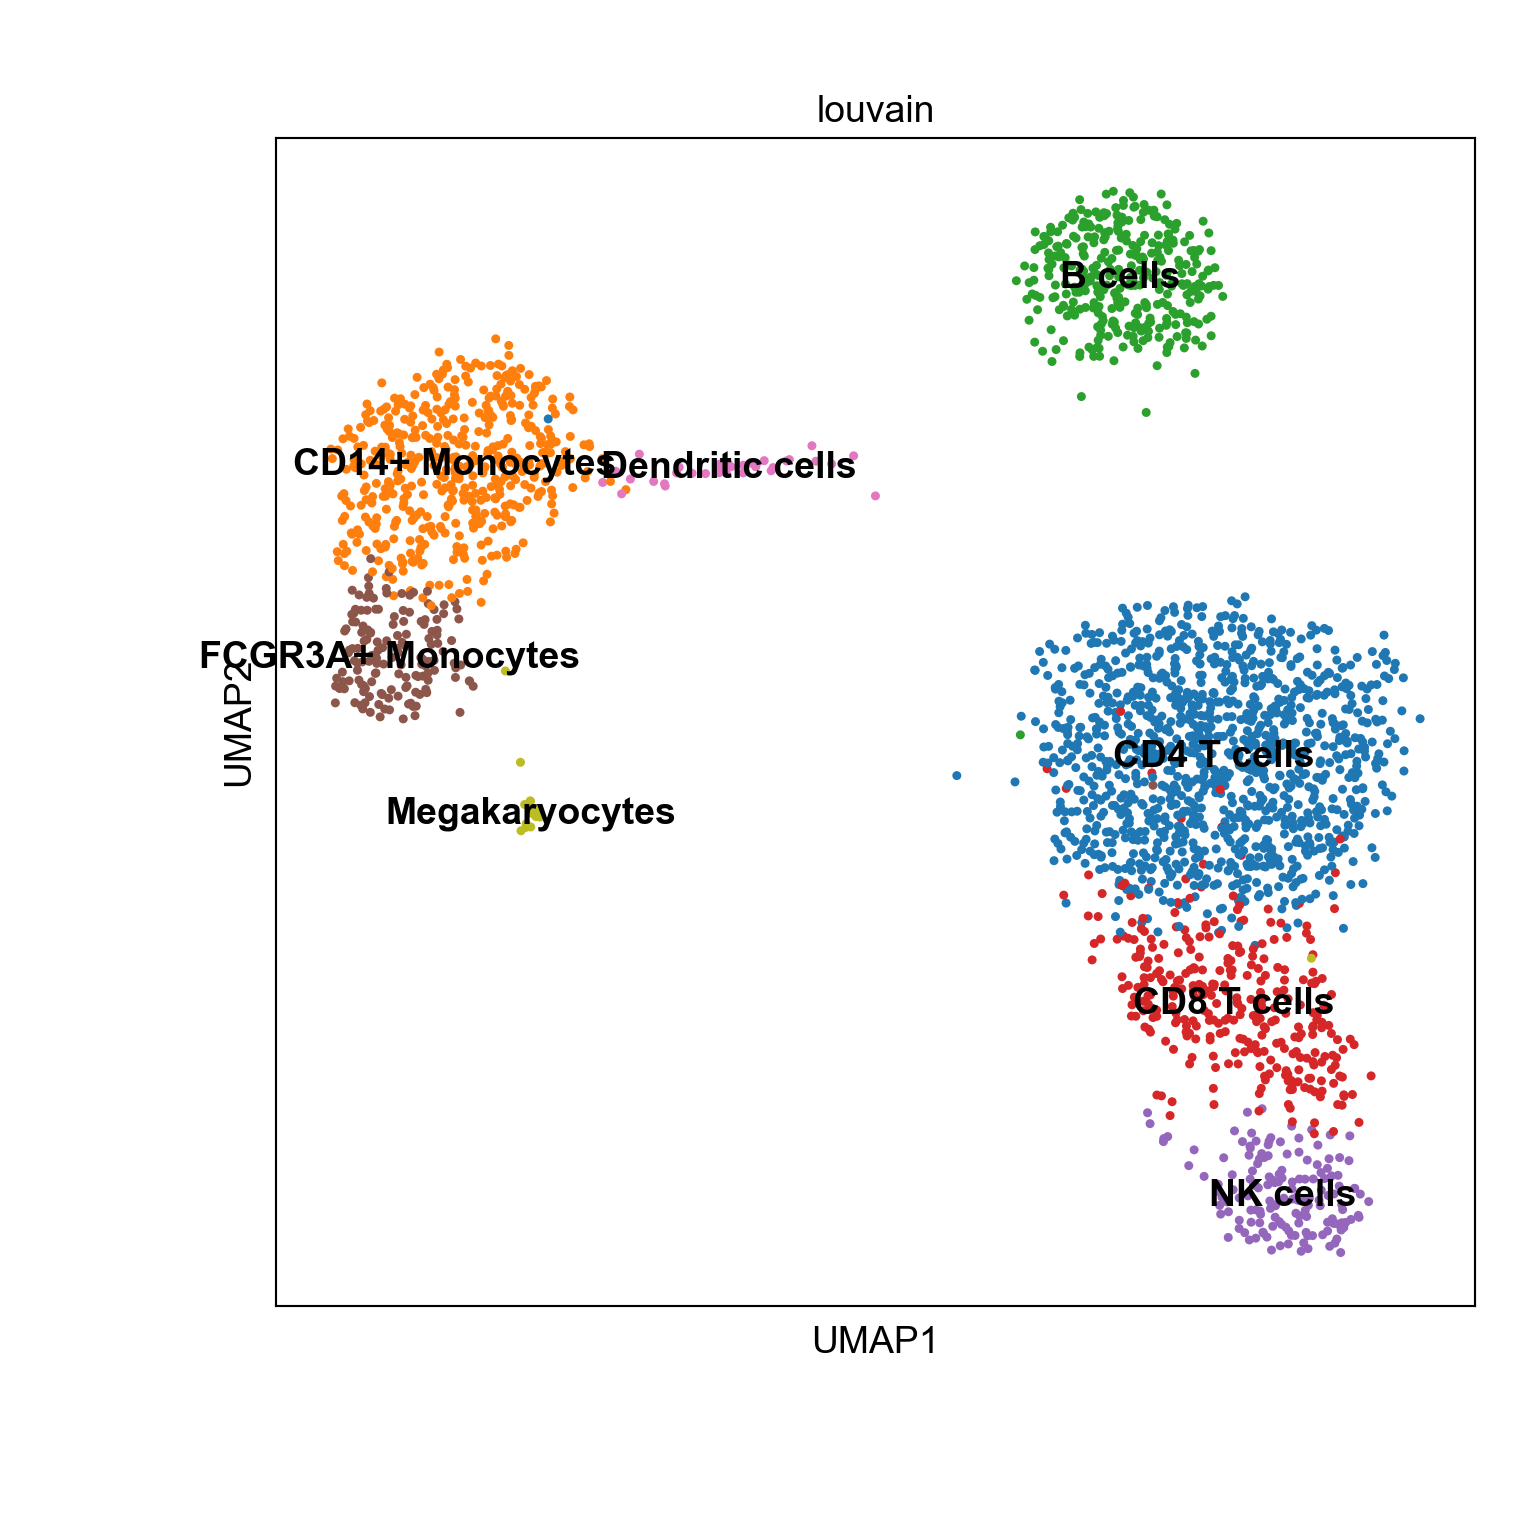 louvain
B cells
CD14+ Monocytes
Dendritic cells
FCGR3A+ Monocytes
UMAP2
CD4 T cells
Megakaryocytes
CD8 T cells
NK cells
UMAP1